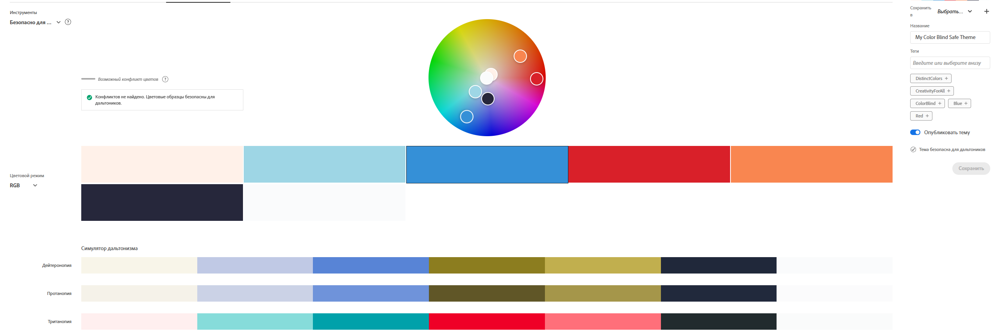 Инструменты
Безопасно для ...
Возможный конфликт цветов
Конфликтов не найдено. Цветовые образцы безопасны для
дальтоников.
Цветовой режим
RGB
Симулятор дальтонизма
Дейтеронопия
Протанопия
Тританопия
Сохранить
в
Выбрать...
Название
My Color Blind Safe Theme
Теги
Введите или выберите внизу
DistinctColors +
CreativityForAll +
ColorBlind + Blue +
Red +
Опубликовать тему
Тема безопасна для дальтоников
Сохранить